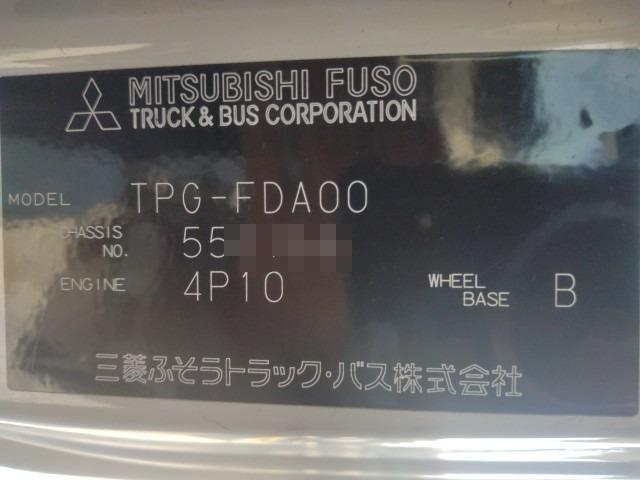 MITSUBISHI FUSO
TRUCK & BUS CORPORATION
MODEL TPG-FDA00
CHASSIS NO. 55
ENGINE 4P10 WHEEL BASE B
三菱ふそうトラック・バス株式会社